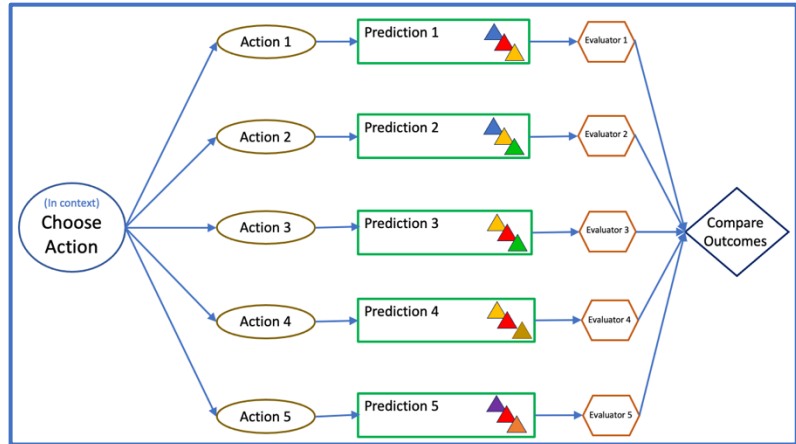 Action 1
Prediction 1
Evaluator 1
Action 2
Prediction 2
Evaluator 2
(In context)
Choose
Action
Action 3
Prediction 3
Evaluator 3
Compare
Outcomes
Action 4
Prediction 4
Evaluator 4
Action 5
Prediction 5
Evaluator 5